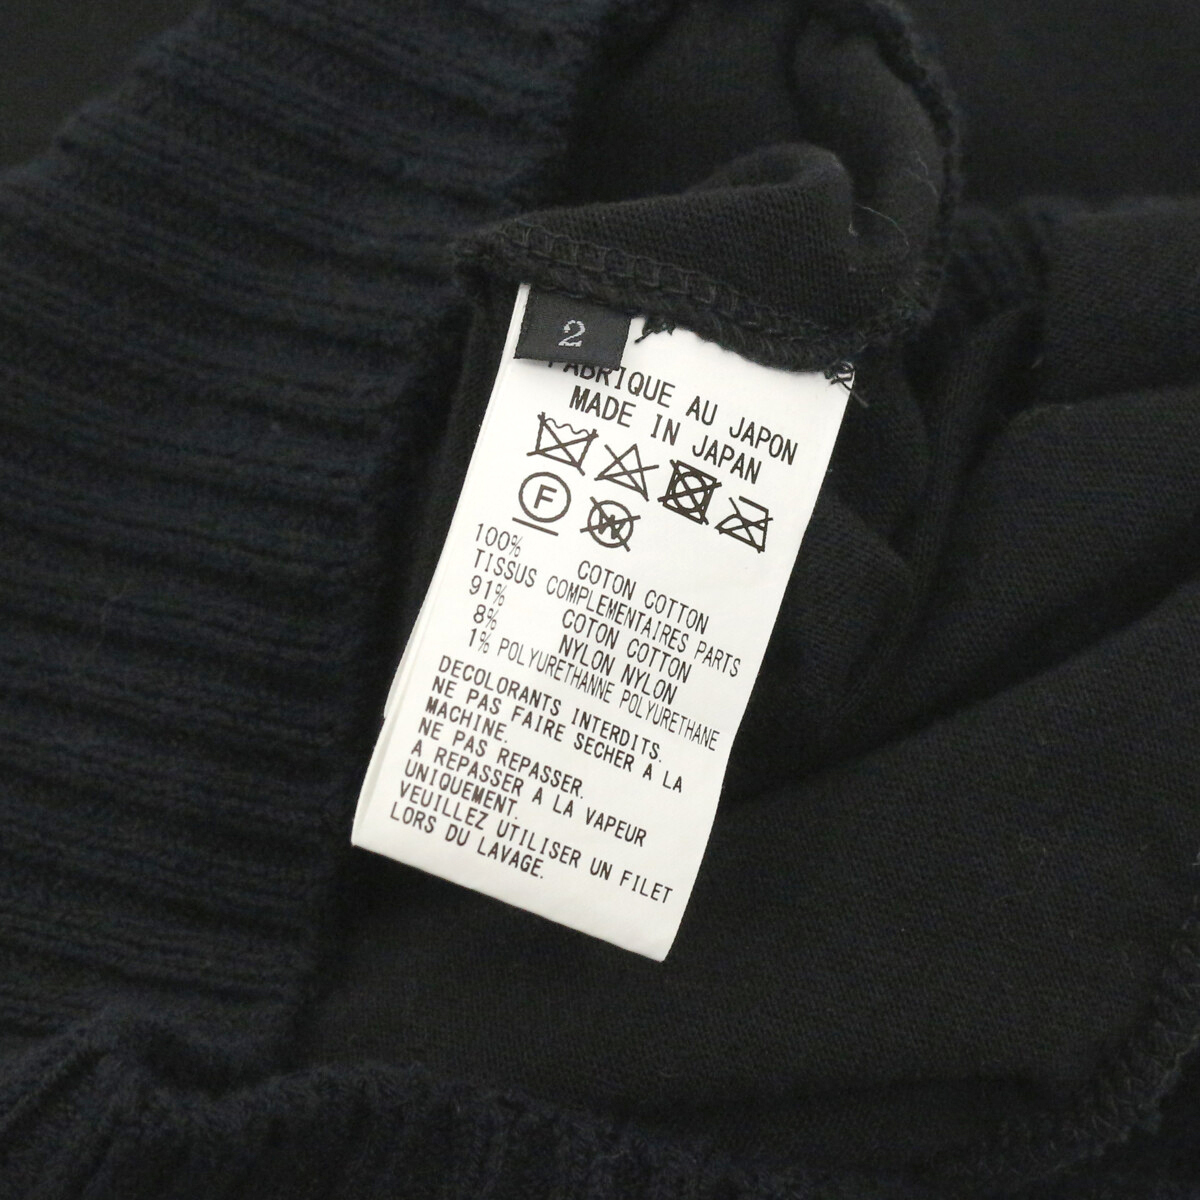 2
FABRIQUE AU JAPON
MADE IN JAPAN
F W
100% COTON COTTON
TISSUS COMPLEMENTAIRES PARTS
91% COTON COTTON
8% NYLON NYLON
1% POLYURETHANNE POLYURETHANE
DECOLORANTS INTERDITS.
NE PAS FAIRE SECHER A LA
MACHINE.
NE PAS REPASSER.
A REPASSER A LA VAPEUR
UNIQUEMENT.
VEUILLEZ UTILISER UN FILET
LORS DU LAVAGE.